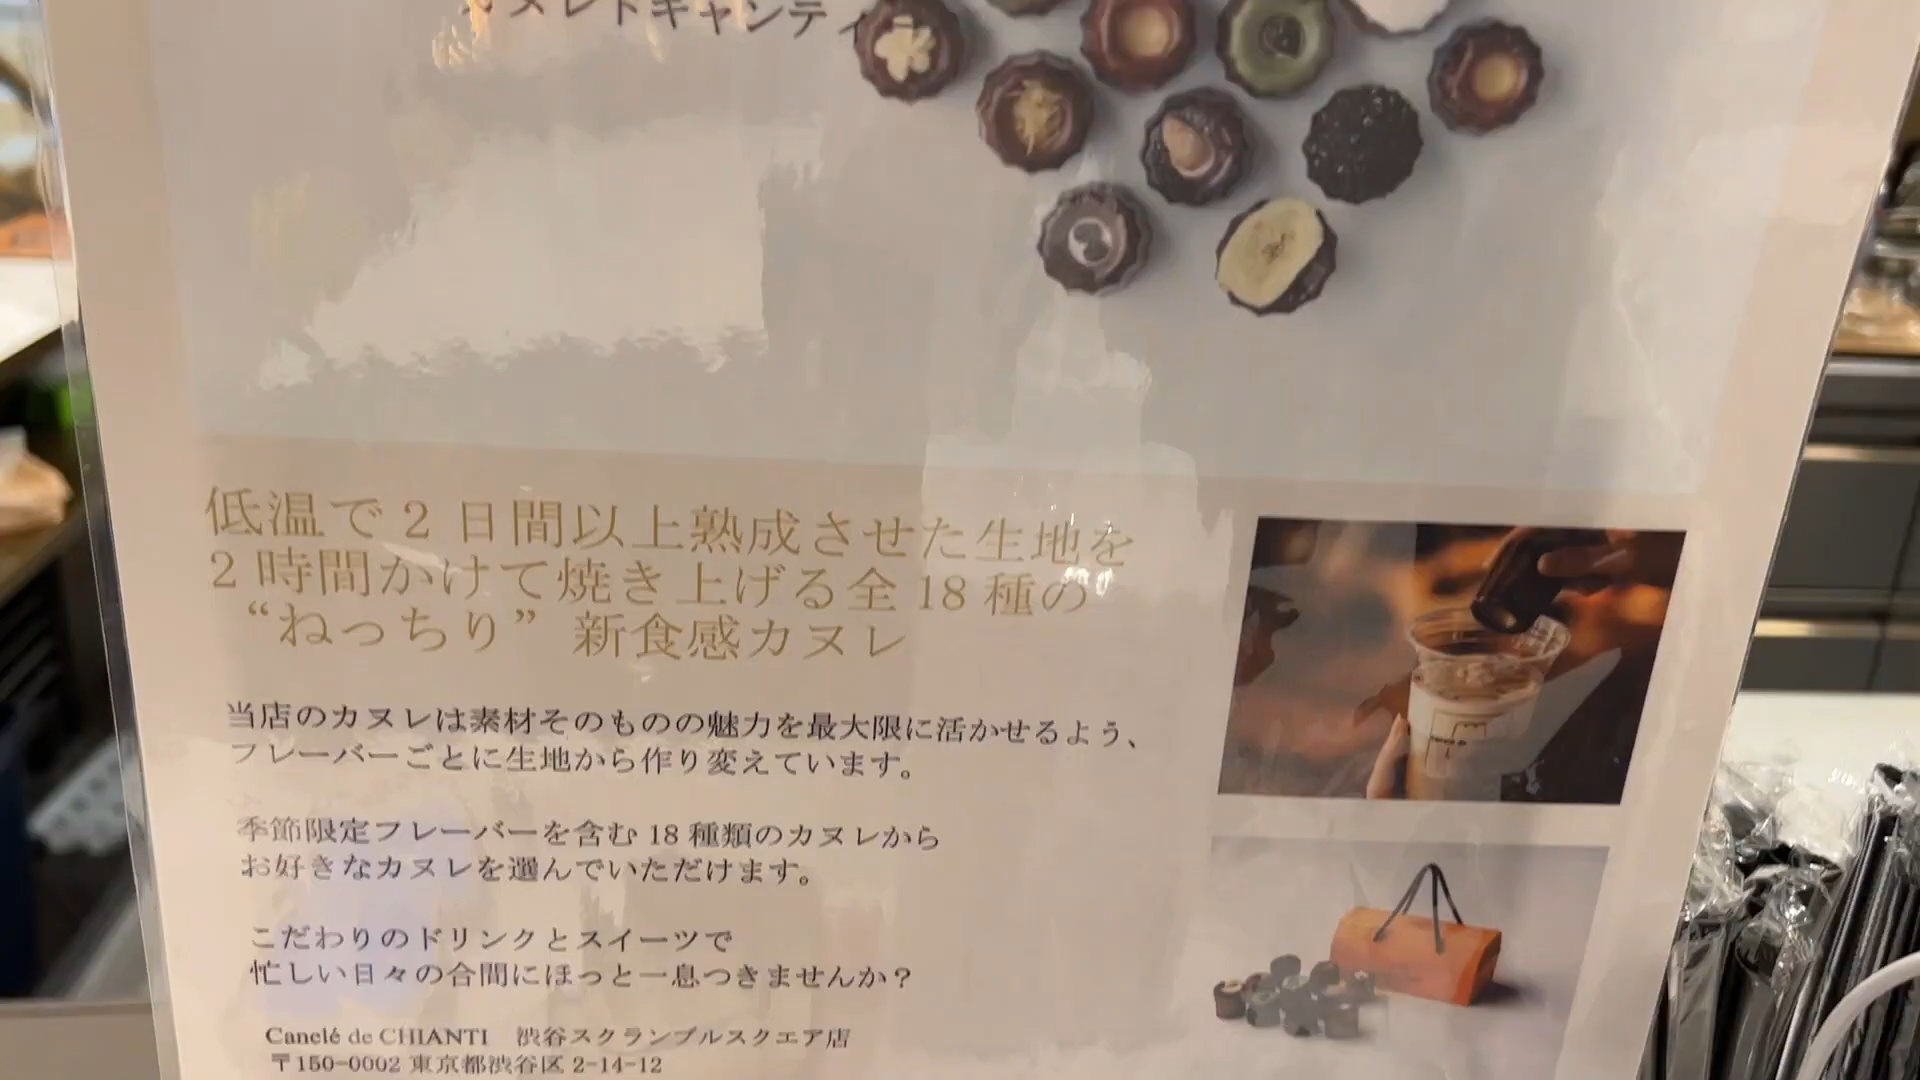 カヌレドキャンティ
低温で2日間以上熟成させた生地を
2時間かけて焼き上げる全18種の
“ねっちり” 新食感カヌレ
当店のカヌレは素材そのものの魅力を最大限に活かせるよう、
フレーバーごとに生地から作り変えています。
季節限定フレーバーを含む18種類のカヌレから
お好きなカヌレを選んでいただけます。
こだわりのドリンクとスイーツで
忙しい日々の合間にほっと一息つきませんか？
Canelé de CHIANTI 渋谷スクランブルスクエア店
〒150-0002 東京都渋谷区 2-14-12